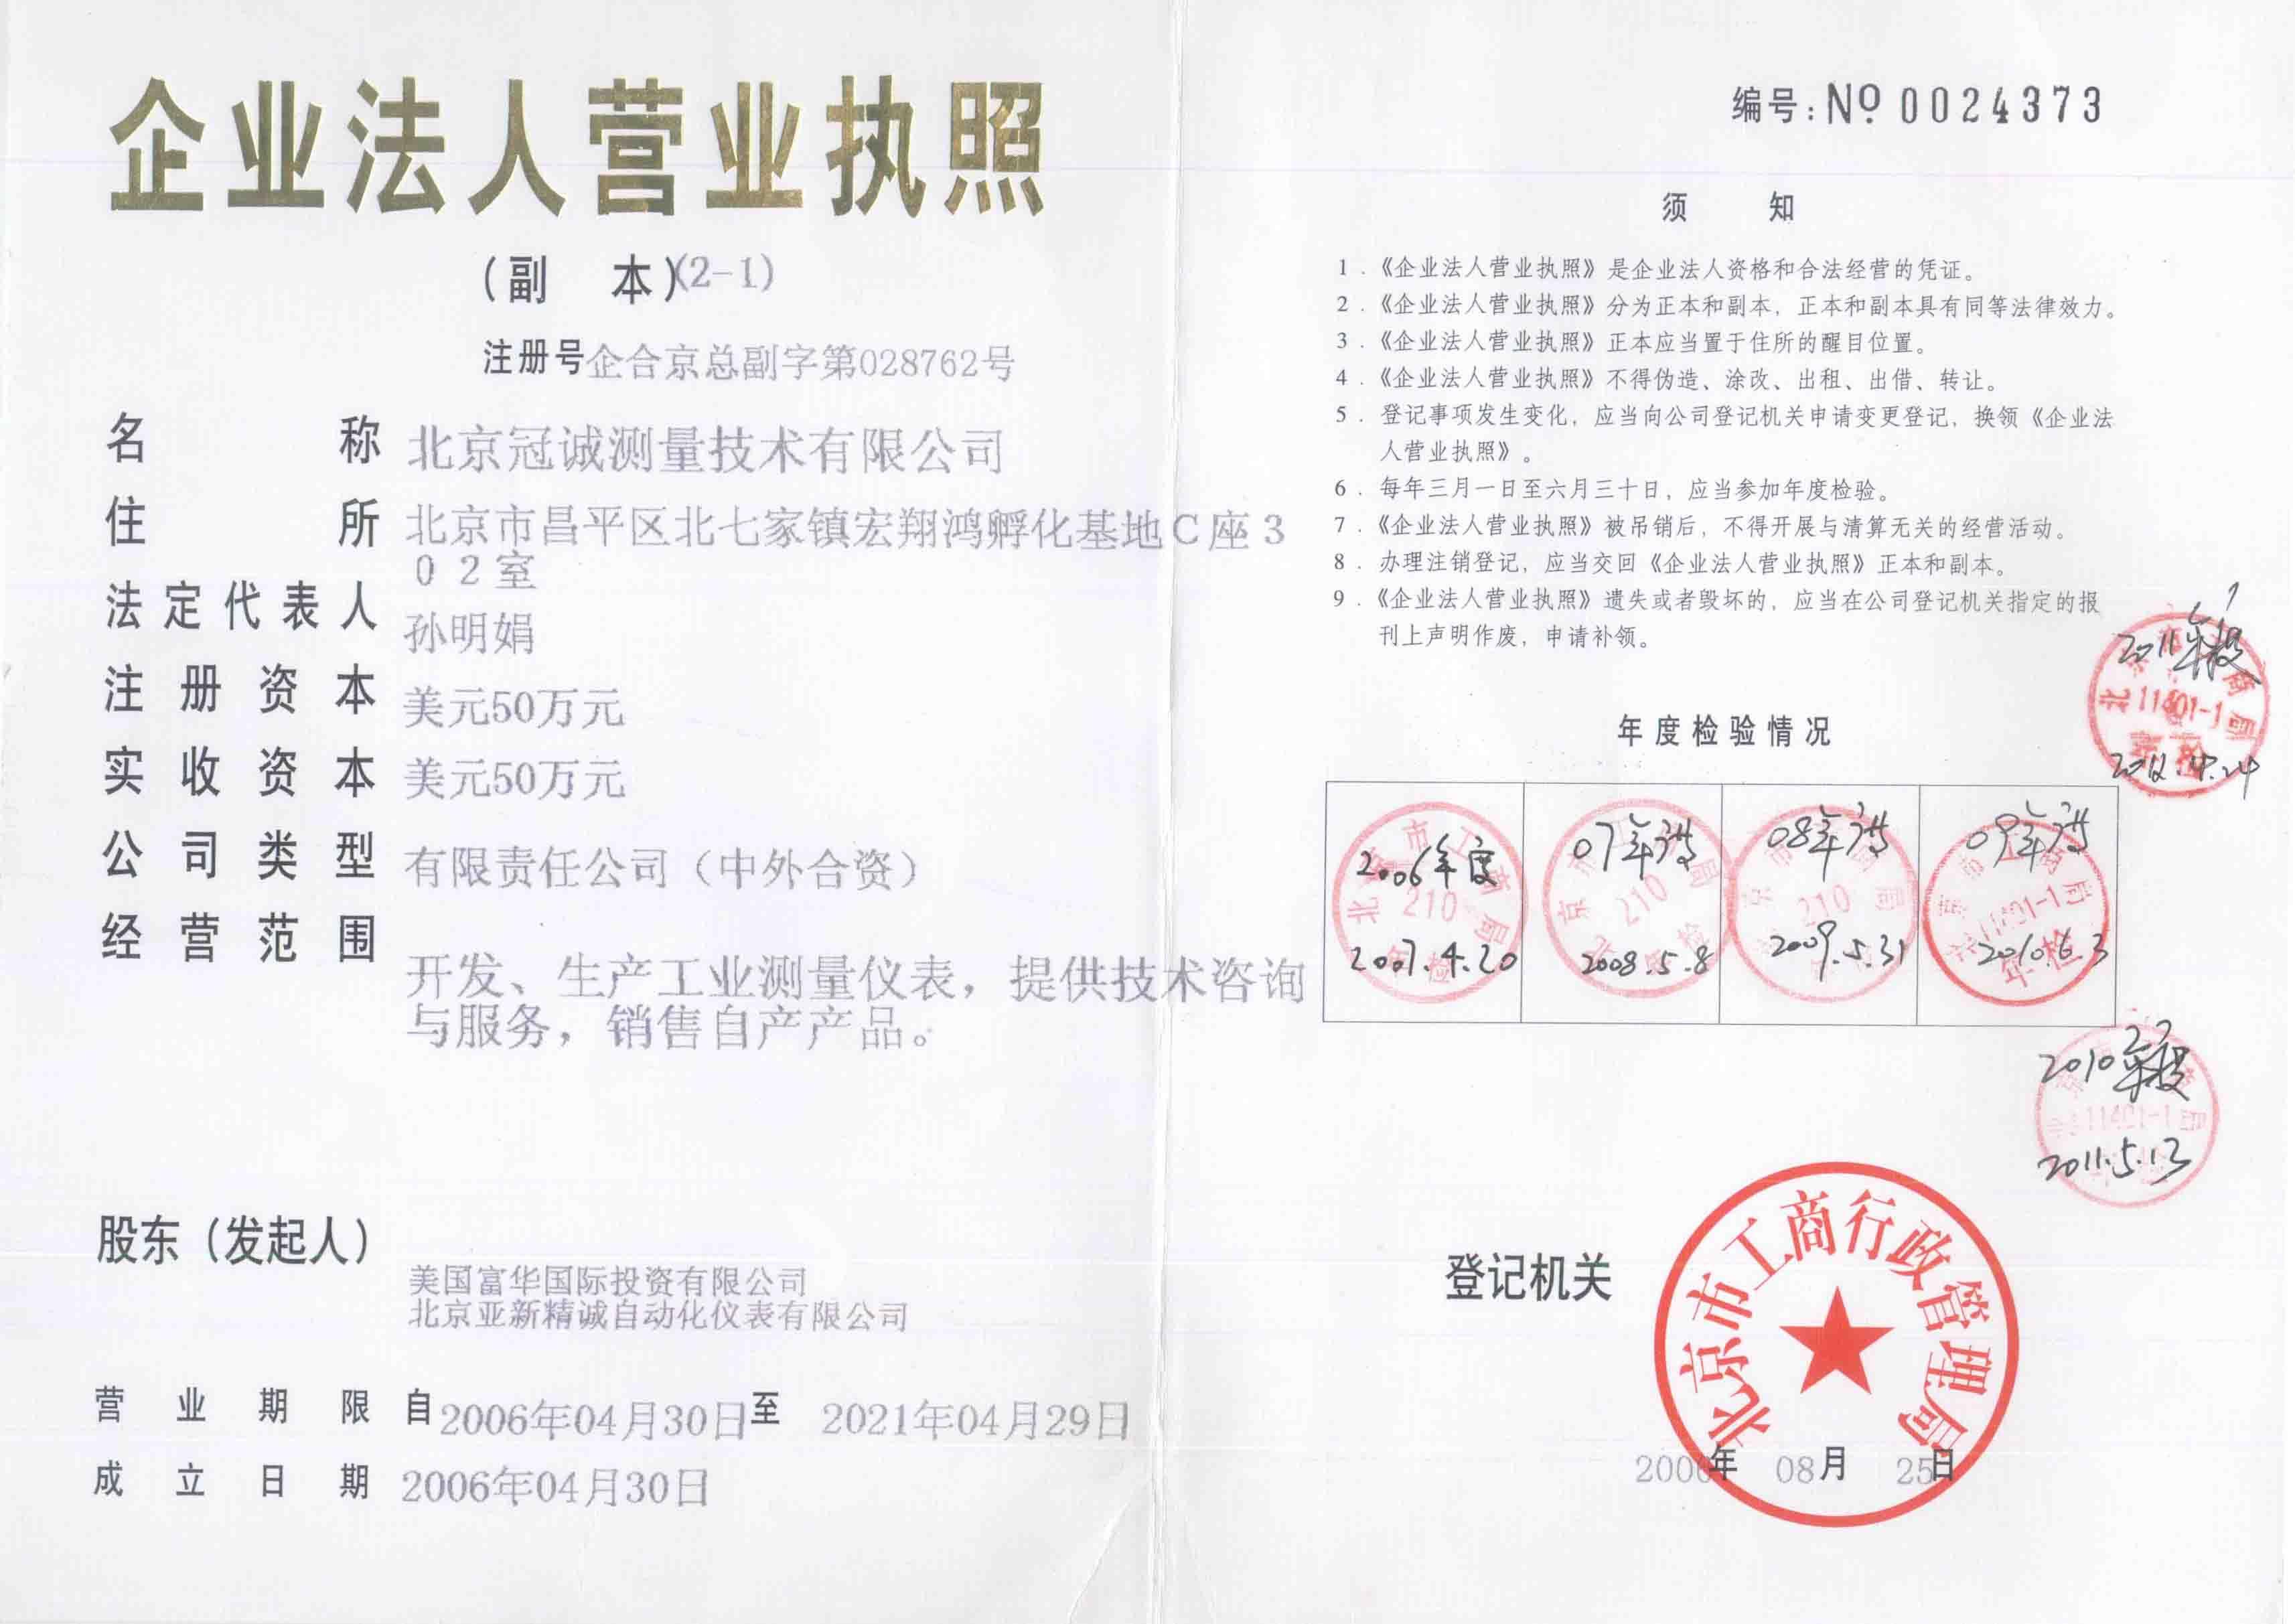 企业法人营业执照
(副 本)(2-1)
注册号企合京总副字第028762号
名称 北京冠诚测量技术有限公司
住所 北京市昌平区北七家镇宏翔鸿孵化基地C座3
02室
法定代表人 孙明娟
注册资本 美元50万元
实收资本 美元50万元
公司类型 有限责任公司（中外合资）
经营范围
开发、生产工业测量仪表，提供技术咨询
与服务，销售自产产品。
股东（发起人）
美国富华国际投资有限公司
北京亚新精诚自动化仪表有限公司
营业期限 自2006年04月30日至 2021年04月29日
成立日期 2006年04月30日
编号:No 0024373
须 知
1．《企业法人营业执照》是企业法人资格和合法经营的凭证。
2．《企业法人营业执照》分为正本和副本，正本和副本具有同等法律效力。
3．《企业法人营业执照》正本应当置于住所的醒目位置。
4．《企业法人营业执照》不得伪造、涂改、出租、出借、转让。
5．登记事项发生变化，应当向公司登记机关申请变更登记，换领《企业法
人营业执照》。
6．每年三月一日至六月三十日，应当参加年度检验。
7．《企业法人营业执照》被吊销后，不得开展与清算无关的经营活动。
8．办理注销登记，应当交回《企业法人营业执照》正本和副本。
9．《企业法人营业执照》遗失或者毁坏的，应当在公司登记机关指定的报
刊上声明作废，申请补领。
2011年
11401-1
2012.4.24
年度检验情况
2006年度
210
2007.4.20
07年
210
2008.5.8
08年
210
2009.5.31
09年
11401-1
2010.6.3
年检
2010年
11401-1
2011.5.13
登记机关
北京市工商行政管理局
2006年 08月 25日